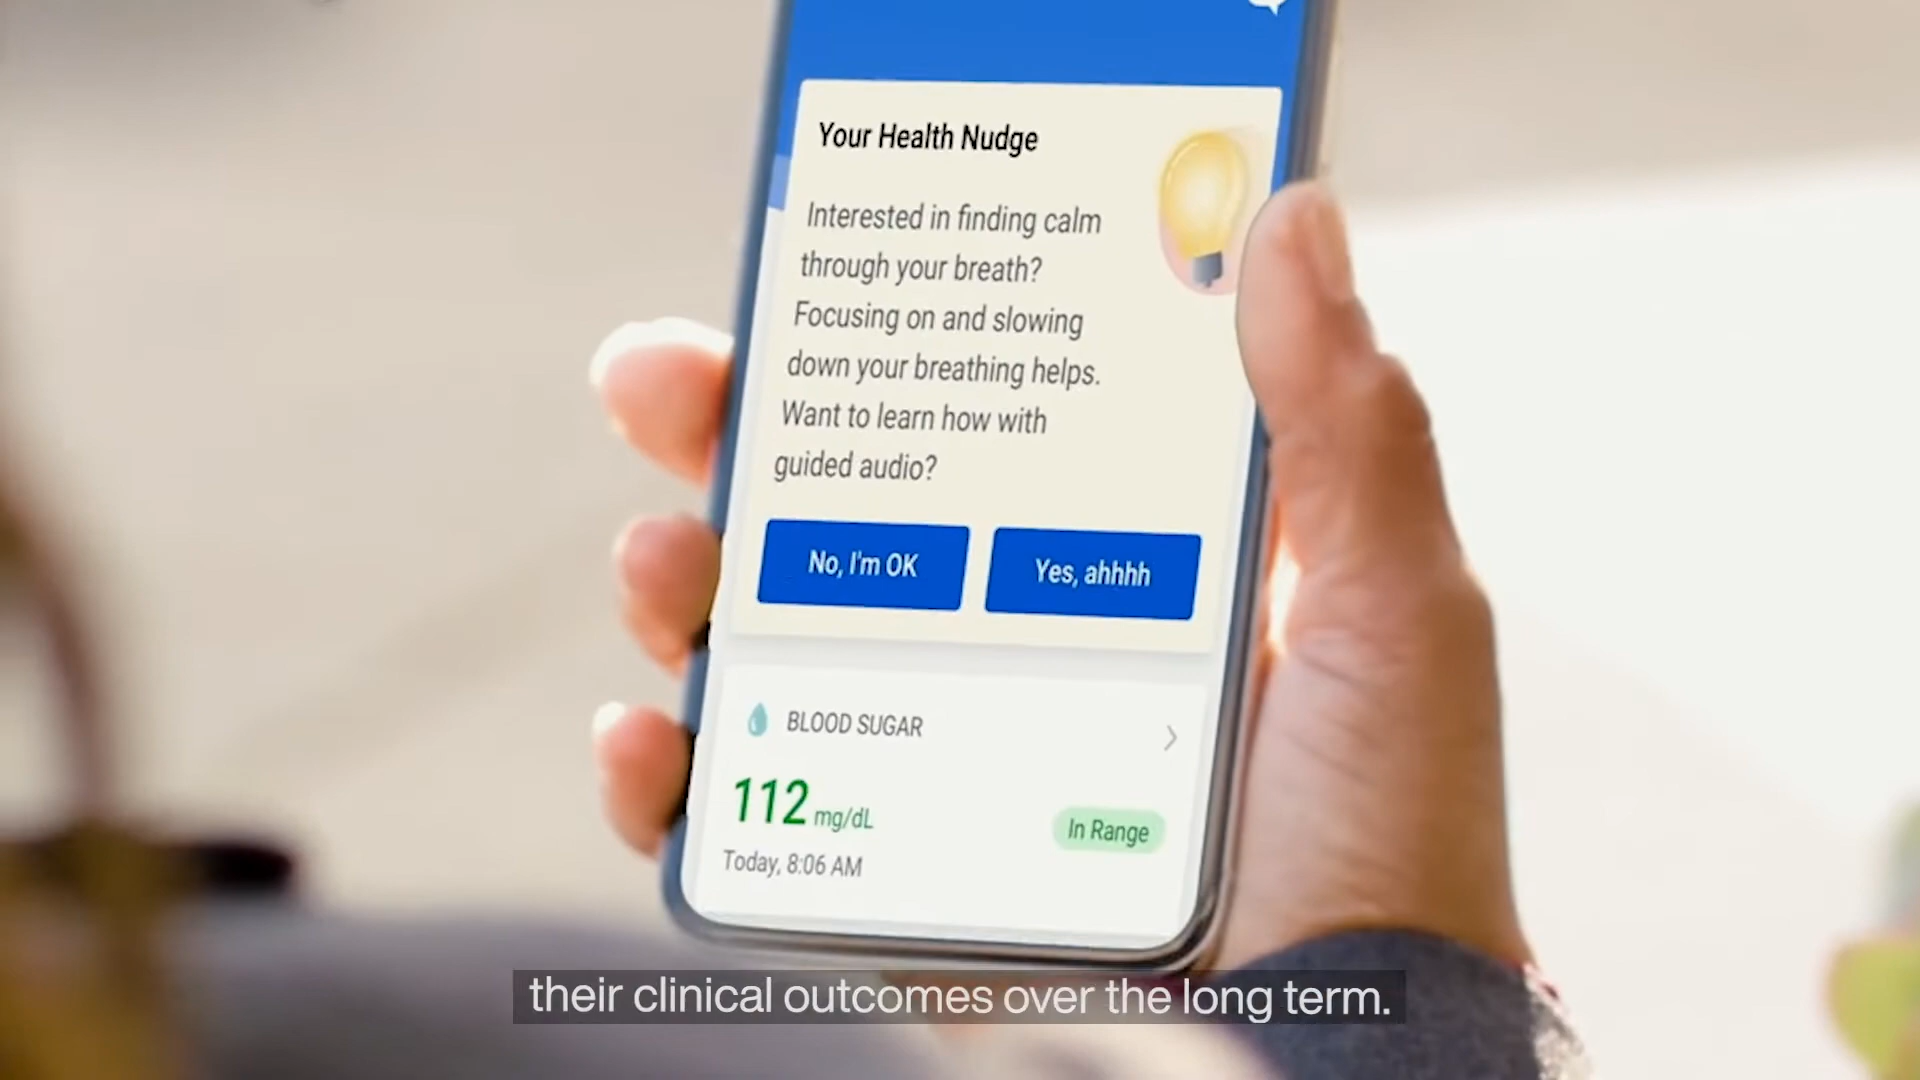 Your Health Nudge
Interested in finding calm
through your breath?
Focusing on and slowing
down your breathing helps.
Want to learn how with
guided audio?
No, I'm OK
Yes, ahhhh
BLOOD SUGAR
112 mg/dL
In Range
Today, 8:06 AM
their clinical outcomes over the long term.